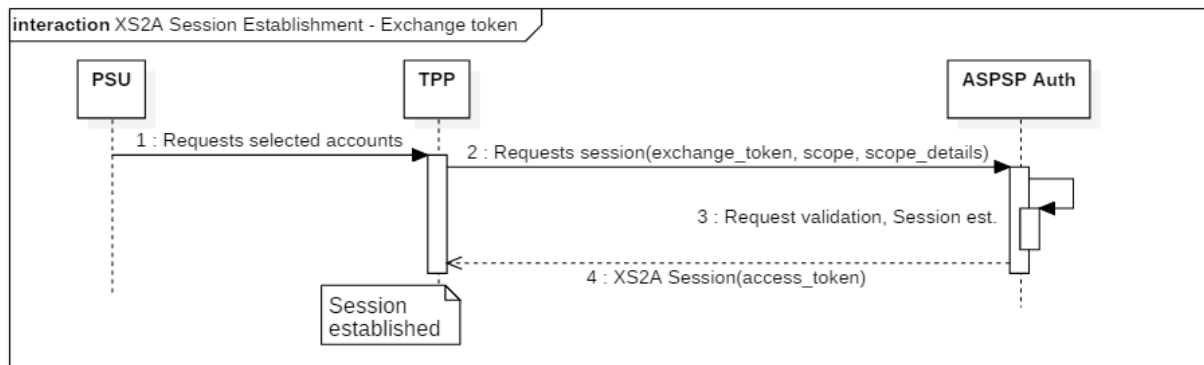 interaction XS2A Session Establishment - Exchange token
PSU
TPP
ASPSP Auth
1 : Requests selected accounts
2 : Requests session(exchange_token, scope, scope_details)
3 : Request validation, Session est.
4 : XS2A Session(access_token)
Session
established